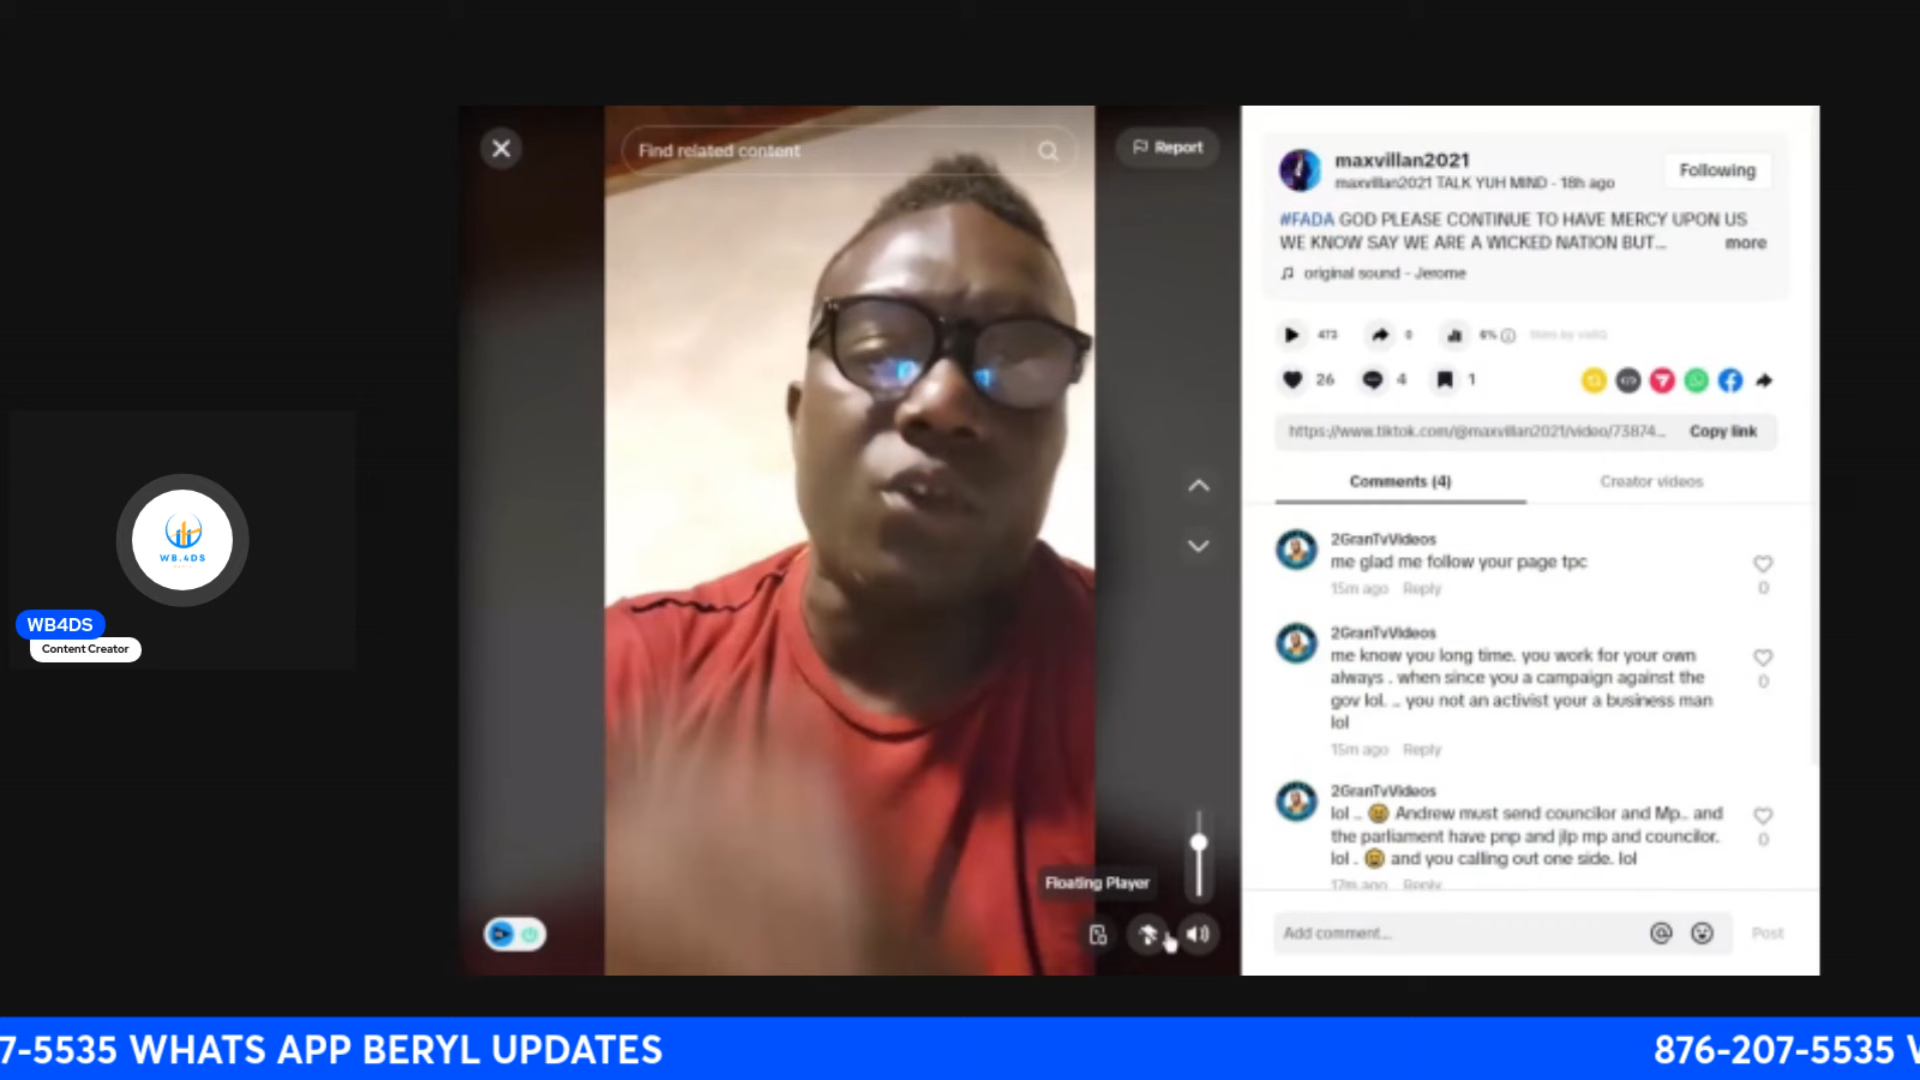 Find related content
Report
maxvillan2021
Following
maxvillan2021 TALK YUH MIND - 18h ago
#FADA GOD PLEASE CONTINUE TO HAVE MERCY UPON US
WE KNOW SAY WE ARE A WICKED NATION BUT... more
original sound - Jerome
473
0
6%
26
4
1
https://www.tiktok.com/@maxvillan2021/video/73874...
Copy link
Comments (4)
Creator videos
2GranTvVideos
me glad me follow your page tpc
15m ago Reply
0
2GranTvVideos
me know you long time. you work for your own
always . when since you a campaign against the
gov lol. .. you not an activist your a business man
lol
0
15m ago Reply
2GranTvVideos
lol .. 😆 Andrew must send councilor and Mp.. and
the parliament have pnp and jlp mp and councilor.
lol . 😆 and you calling out one side. lol
0
17m ago Reply
Add comment...
Post
Floating Player
WB.4DS
WB4DS
Content Creator
7-5535 WHATS APP BERYL UPDATES
876-207-5535